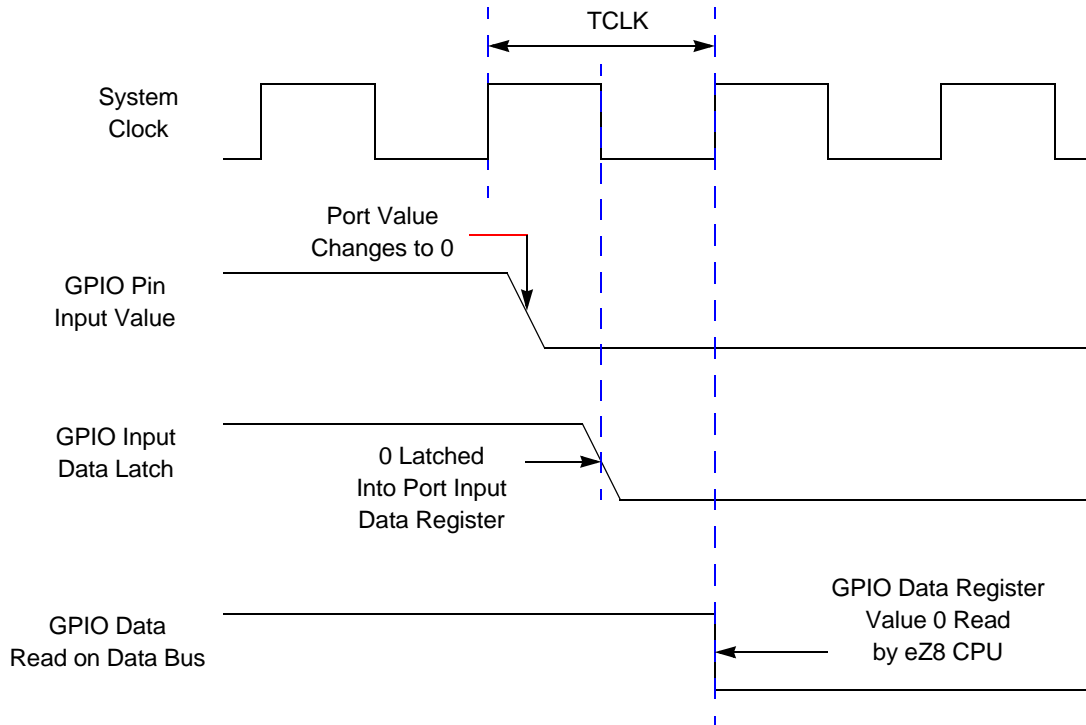 TCLK
System
Clock
Port Value
Changes to 0
GPIO Pin
Input Value
GPIO Input
Data Latch
0 Latched
Into Port Input
Data Register
GPIO Data Register
Value 0 Read
by eZ8 CPU
GPIO Data
Read on Data Bus